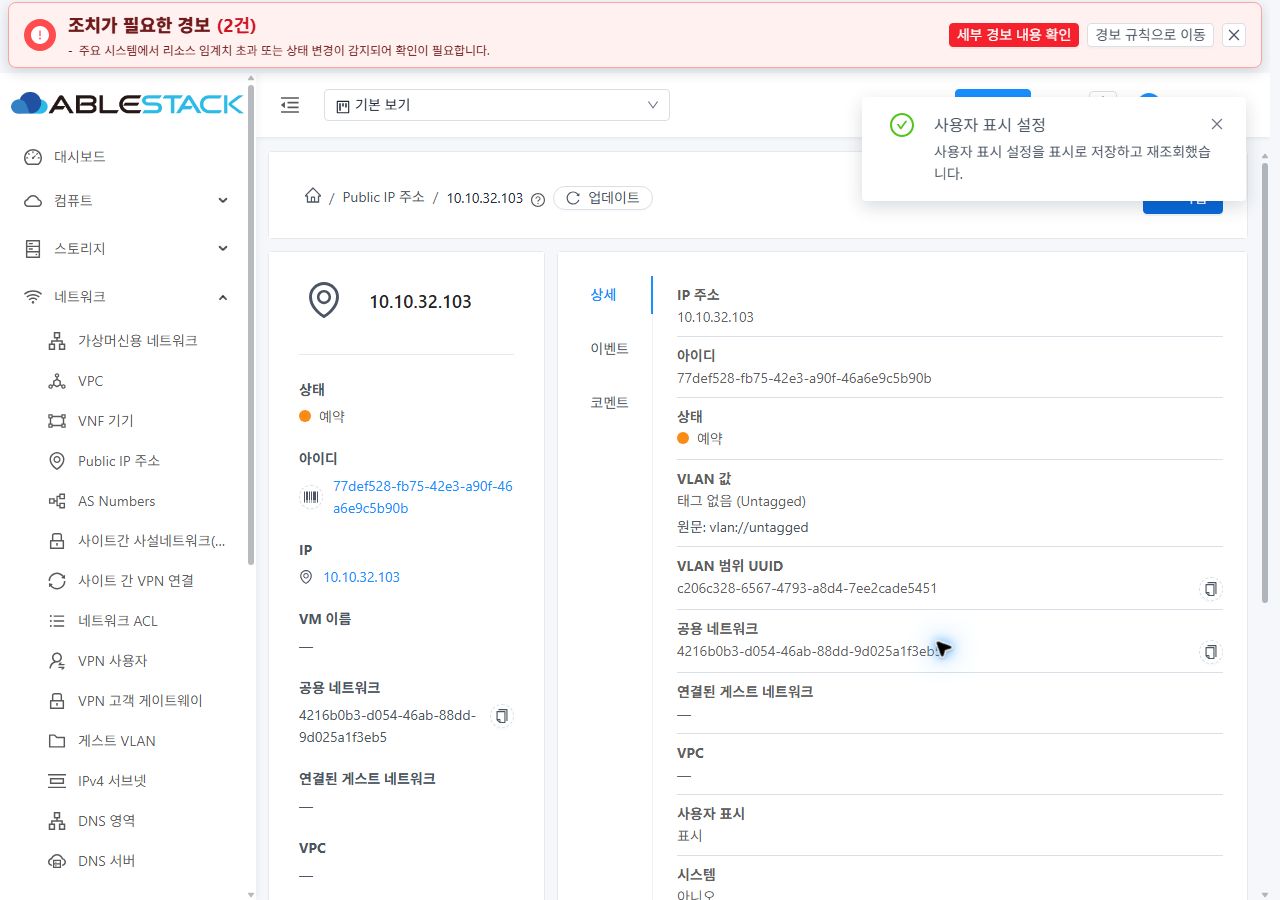 조치가 필요한 경보 (2건)
- 주요 시스템에서 리소스 임계치 초과 또는 상태 변경이 감지되어 확인이 필요합니다.
세부 경보 내용 확인
경보 규칙으로 이동
ABLESTACK
기본 보기
사용자 표시 설정
사용자 표시 설정을 표시로 저장하고 재조회했습
니다.
대시보드
컴퓨트
스토리지
네트워크
가상머신용 네트워크
VPC
VNF 기기
Public IP 주소
AS Numbers
사이트간 사설네트워크(...
사이트 간 VPN 연결
네트워크 ACL
VPN 사용자
VPN 고객 게이트웨이
게스트 VLAN
IPv4 서브넷
DNS 영역
DNS 서버
/ Public IP 주소 / 10.10.32.103
업데이트
10.10.32.103
상태
예약
아이디
77def528-fb75-42e3-a90f-46
a6e9c5b90b
IP
10.10.32.103
VM 이름
—
공용 네트워크
4216b0b3-d054-46ab-88dd-
9d025a1f3eb5
연결된 게스트 네트워크
—
VPC
—
상세
이벤트
코멘트
IP 주소
10.10.32.103
아이디
77def528-fb75-42e3-a90f-46a6e9c5b90b
상태
예약
VLAN 값
태그 없음 (Untagged)
원문: vlan://untagged
VLAN 범위 UUID
c206c328-6567-4793-a8d4-7ee2cade5451
공용 네트워크
4216b0b3-d054-46ab-88dd-9d025a1f3eb5
연결된 게스트 네트워크
—
VPC
—
사용자 표시
표시
시스템
아니오